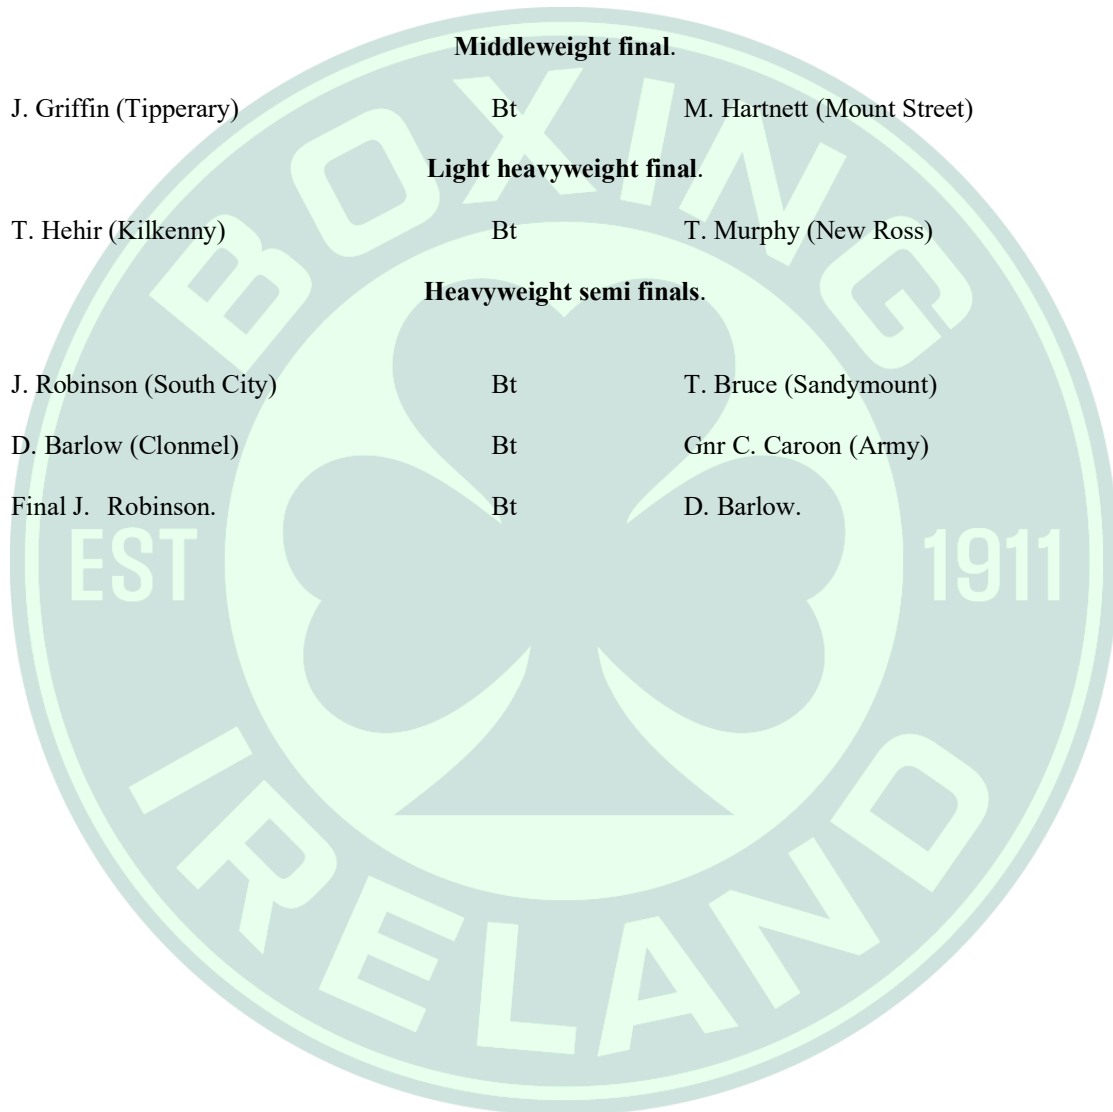 Middleweight final.
J. Griffin (Tipperary) Bt M. Hartnett (Mount Street)
Light heavyweight final.
T. Hehir (Kilkenny) Bt T. Murphy (New Ross)
Heavyweight semi finals.
J. Robinson (South City) Bt T. Bruce (Sandymount)
D. Barlow (Clonmel) Bt Gnr C. Caroon (Army)
Final J. Robinson. Bt D. Barlow.
BOXING
EST 1911
IRELAND